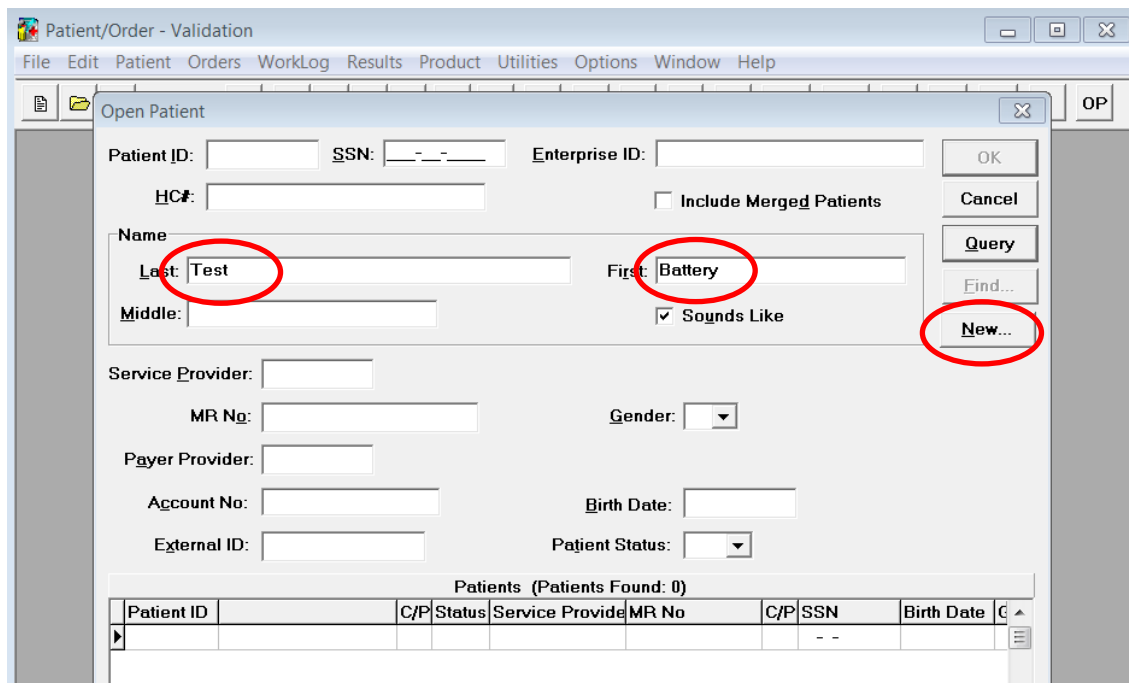 Patient/Order - Validation
File Edit Patient Orders WorkLog Results Product Utilities Options Window Help
OP
Open Patient
Patient ID: SSN: ___-__-____ Enterprise ID: OK
HC#: Include Merged Patients Cancel
Name Query
Last: Test First: Battery Find...
Middle: Sounds Like New...
Service Provider:
MR No: Gender:
Payer Provider:
Account No: Birth Date:
External ID: Patient Status:
Patients (Patients Found: 0)
Patient ID C/P Status Service Provide MR No C/P SSN Birth Date G
- -